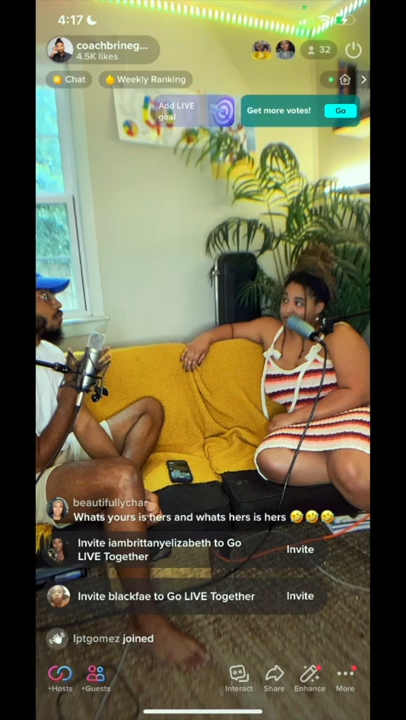 4:17
coachbrineg...
4.5K likes
32
Chat
Weekly Ranking
Add LIVE
goal
Get more votes!
Go
beautifullychar
Whats yours is hers and whats hers is hers 🤣🤣🤣
Invite iambrittanyelizabeth to Go
LIVE Together
Invite
Invite blackfae to Go LIVE Together
Invite
lptgomez joined
+Hosts
+Guests
Interact
Share
Enhance
More